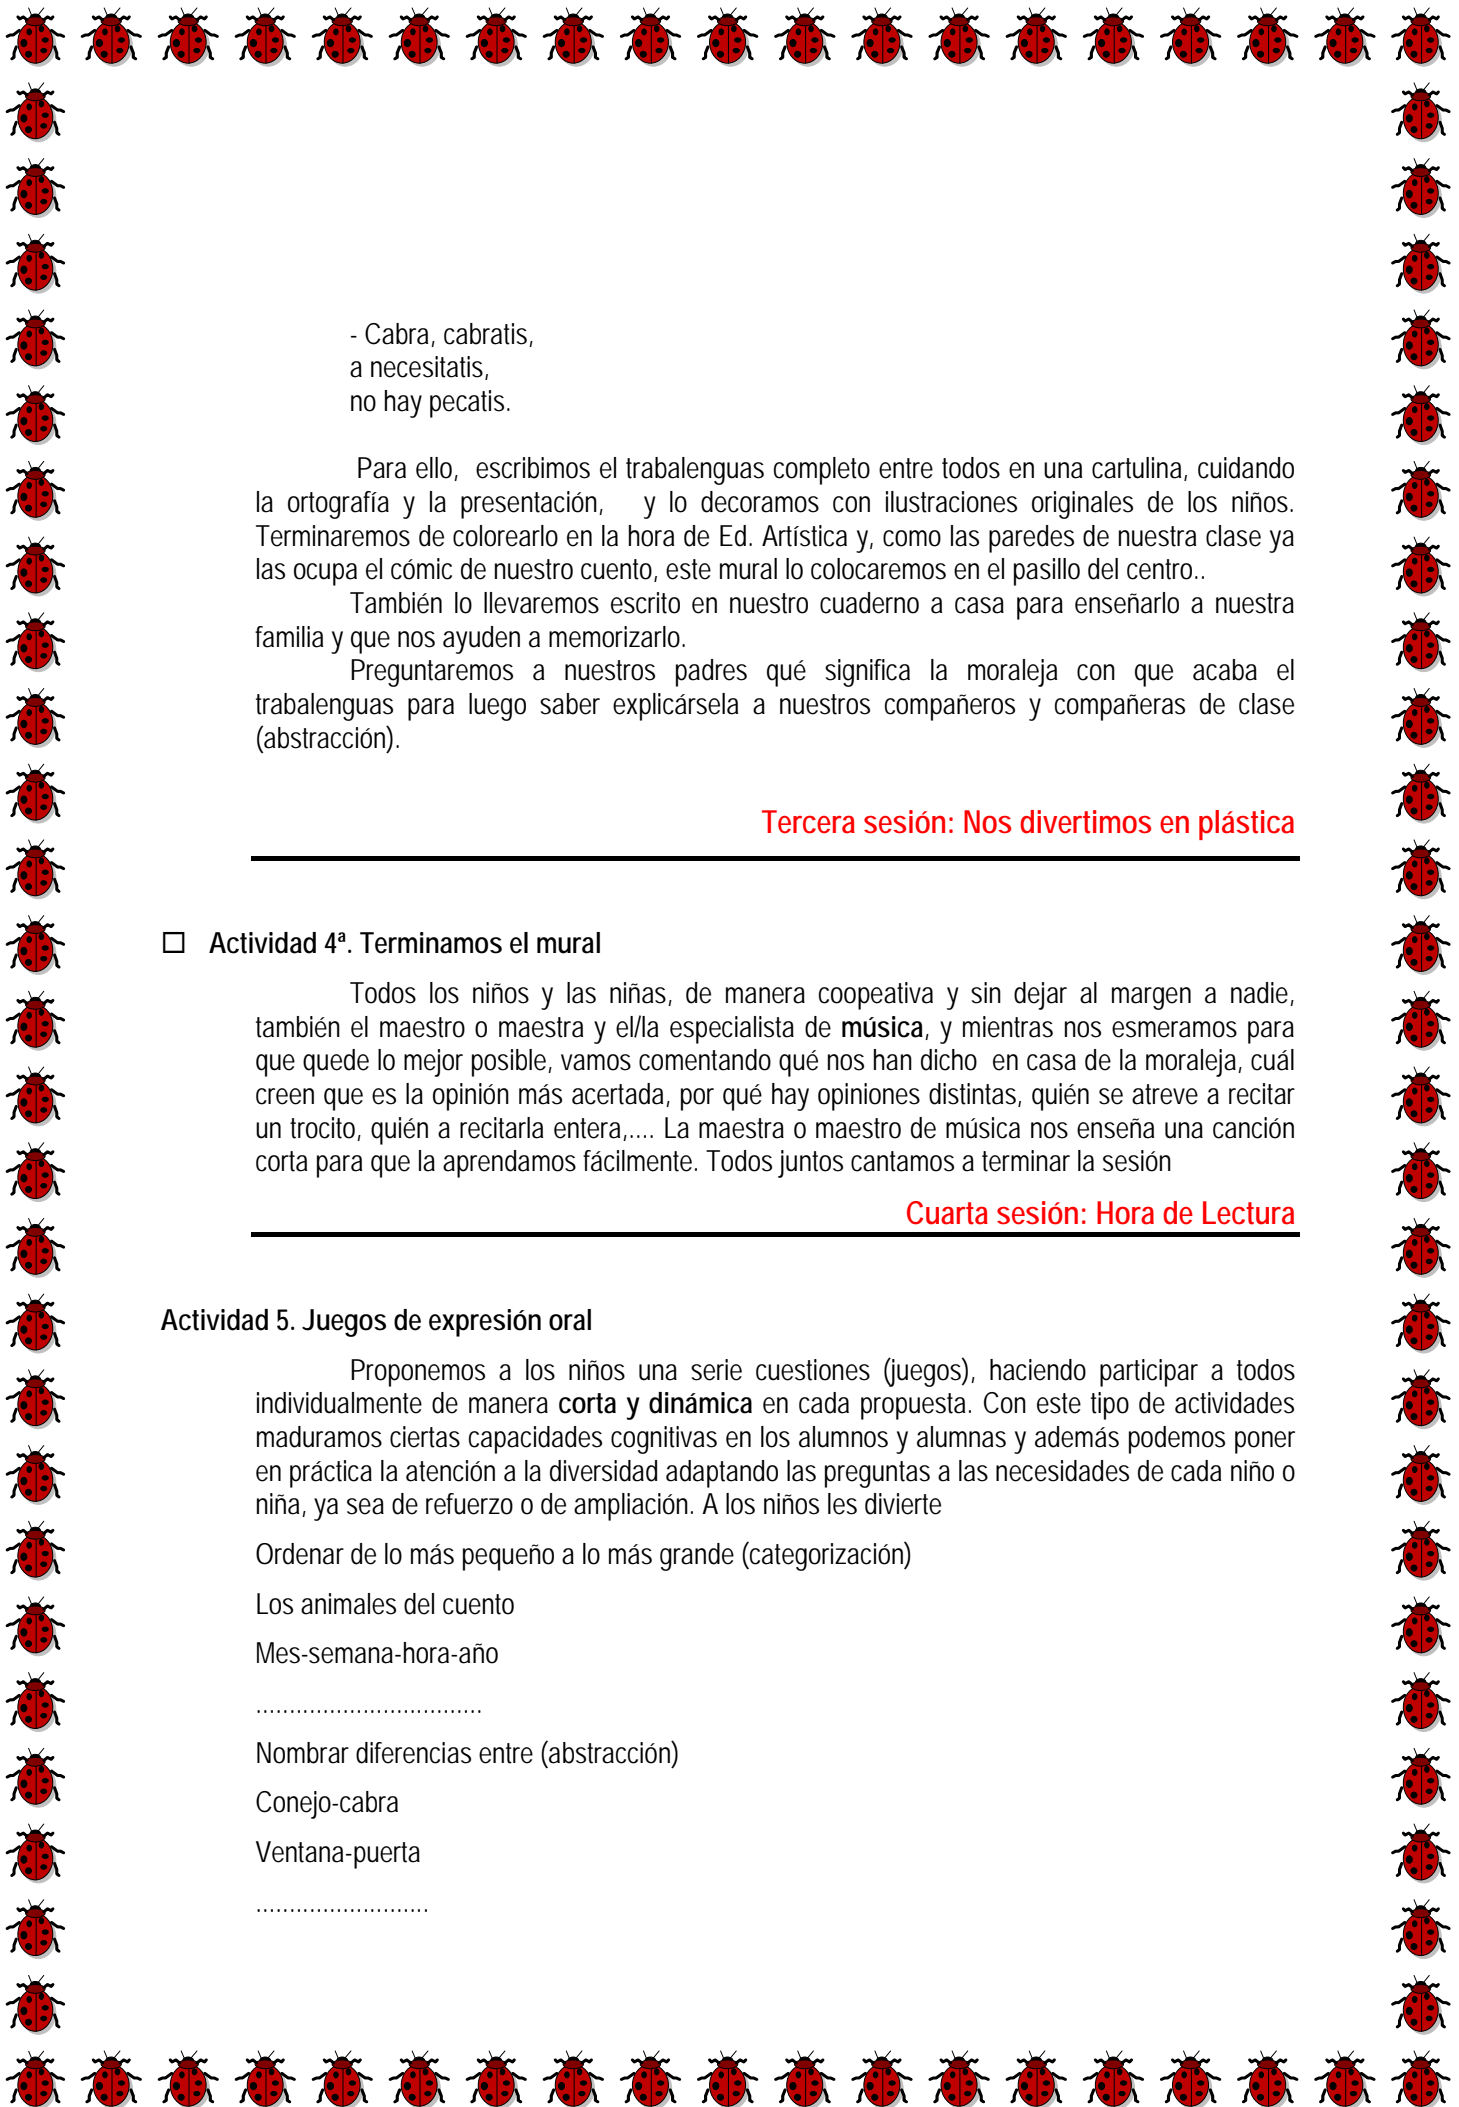 - Cabra, cabratis,
a necesitatis,
no hay pecatis.
Para ello, escribimos el trabalenguas completo entre todos en una cartulina, cuidando
la ortografía y la presentación, y lo decoramos con ilustraciones originales de los niños.
Terminaremos de colorearlo en la hora de Ed. Artística y, como las paredes de nuestra clase ya
las ocupa el cómic de nuestro cuento, este mural lo colocaremos en el pasillo del centro..
También lo llevaremos escrito en nuestro cuaderno a casa para enseñarlo a nuestra
familia y que nos ayuden a memorizarlo.
Preguntaremos a nuestros padres qué significa la moraleja con que acaba el
trabalenguas para luego saber explicársela a nuestros compañeros y compañeras de clase
(abstracción).
Tercera sesión: Nos divertimos en plástica
□ Actividad 4ª. Terminamos el mural
Todos los niños y las niñas, de manera coopeativa y sin dejar al margen a nadie,
también el maestro o maestra y el/la especialista de música, y mientras nos esmeramos para
que quede lo mejor posible, vamos comentando qué nos han dicho en casa de la moraleja, cuál
creen que es la opinión más acertada, por qué hay opiniones distintas, quién se atreve a recitar
un trocito, quién a recitarla entera,.... La maestra o maestro de música nos enseña una canción
corta para que la aprendamos fácilmente. Todos juntos cantamos a terminar la sesión
Cuarta sesión: Hora de Lectura
Actividad 5. Juegos de expresión oral
Proponemos a los niños una serie cuestiones (juegos), haciendo participar a todos
individualmente de manera corta y dinámica en cada propuesta. Con este tipo de actividades
maduramos ciertas capacidades cognitivas en los alumnos y alumnas y además podemos poner
en práctica la atención a la diversidad adaptando las preguntas a las necesidades de cada niño o
niña, ya sea de refuerzo o de ampliación. A los niños les divierte
Ordenar de lo más pequeño a lo más grande (categorización)
Los animales del cuento
Mes-semana-hora-año
..................................
Nombrar diferencias entre (abstracción)
Conejo-cabra
Ventana-puerta
..........................